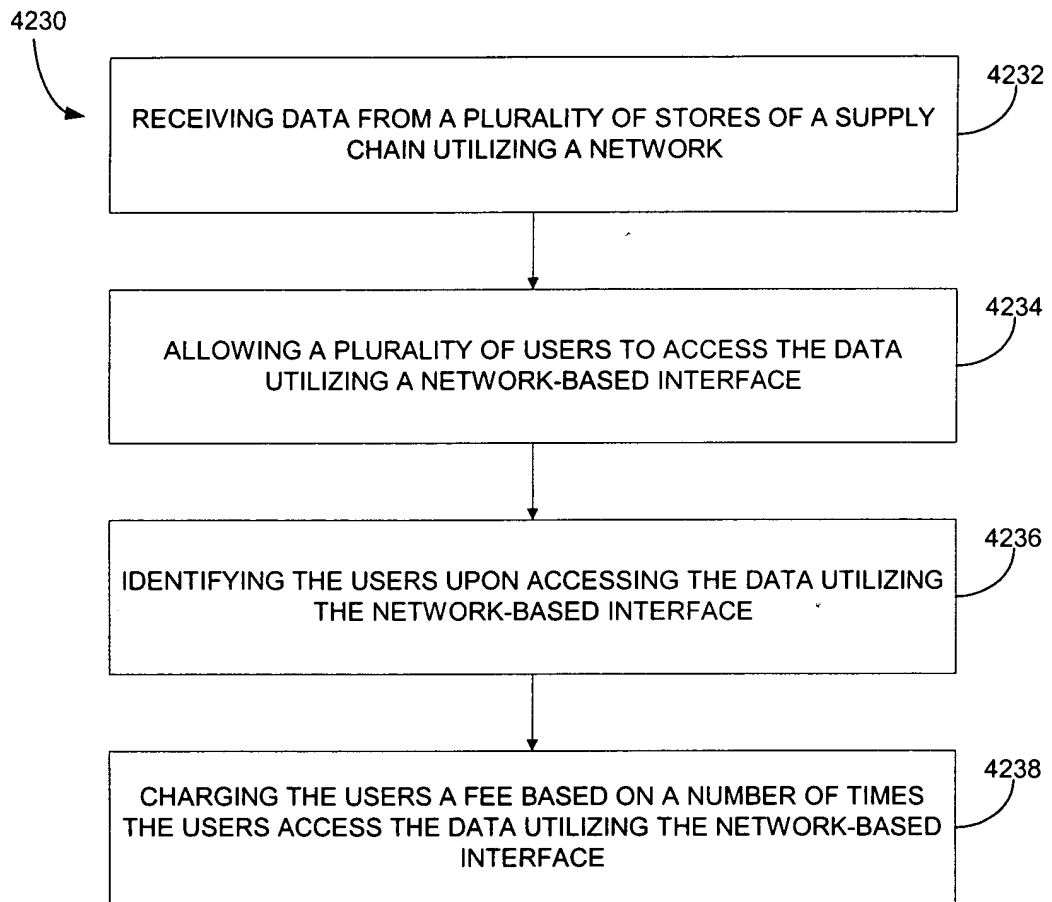 4230
4232
RECEIVING DATA FROM A PLURALITY OF STORES OF A SUPPLY
CHAIN UTILIZING A NETWORK
4234
ALLOWING A PLURALITY OF USERS TO ACCESS THE DATA
UTILIZING A NETWORK-BASED INTERFACE
4236
IDENTIFYING THE USERS UPON ACCESSING THE DATA UTILIZING
THE NETWORK-BASED INTERFACE
4238
CHARGING THE USERS A FEE BASED ON A NUMBER OF TIMES
THE USERS ACCESS THE DATA UTILIZING THE NETWORK-BASED
INTERFACE